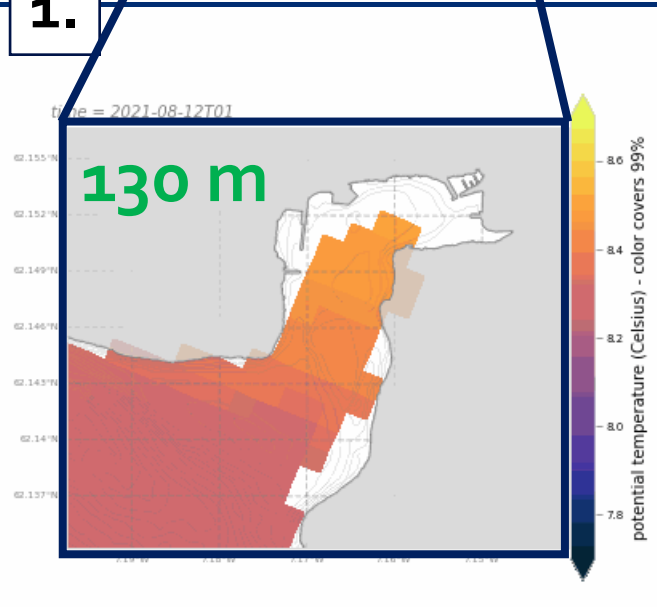 1.
time = 2021-08-12T01
130 m
62.155°N
62.152°N
62.149°N
62.146°N
62.143°N
62.14°N
62.137°N
8.6
8.4
8.2
8.0
7.8
potential temperature (Celsius) - color covers 99%